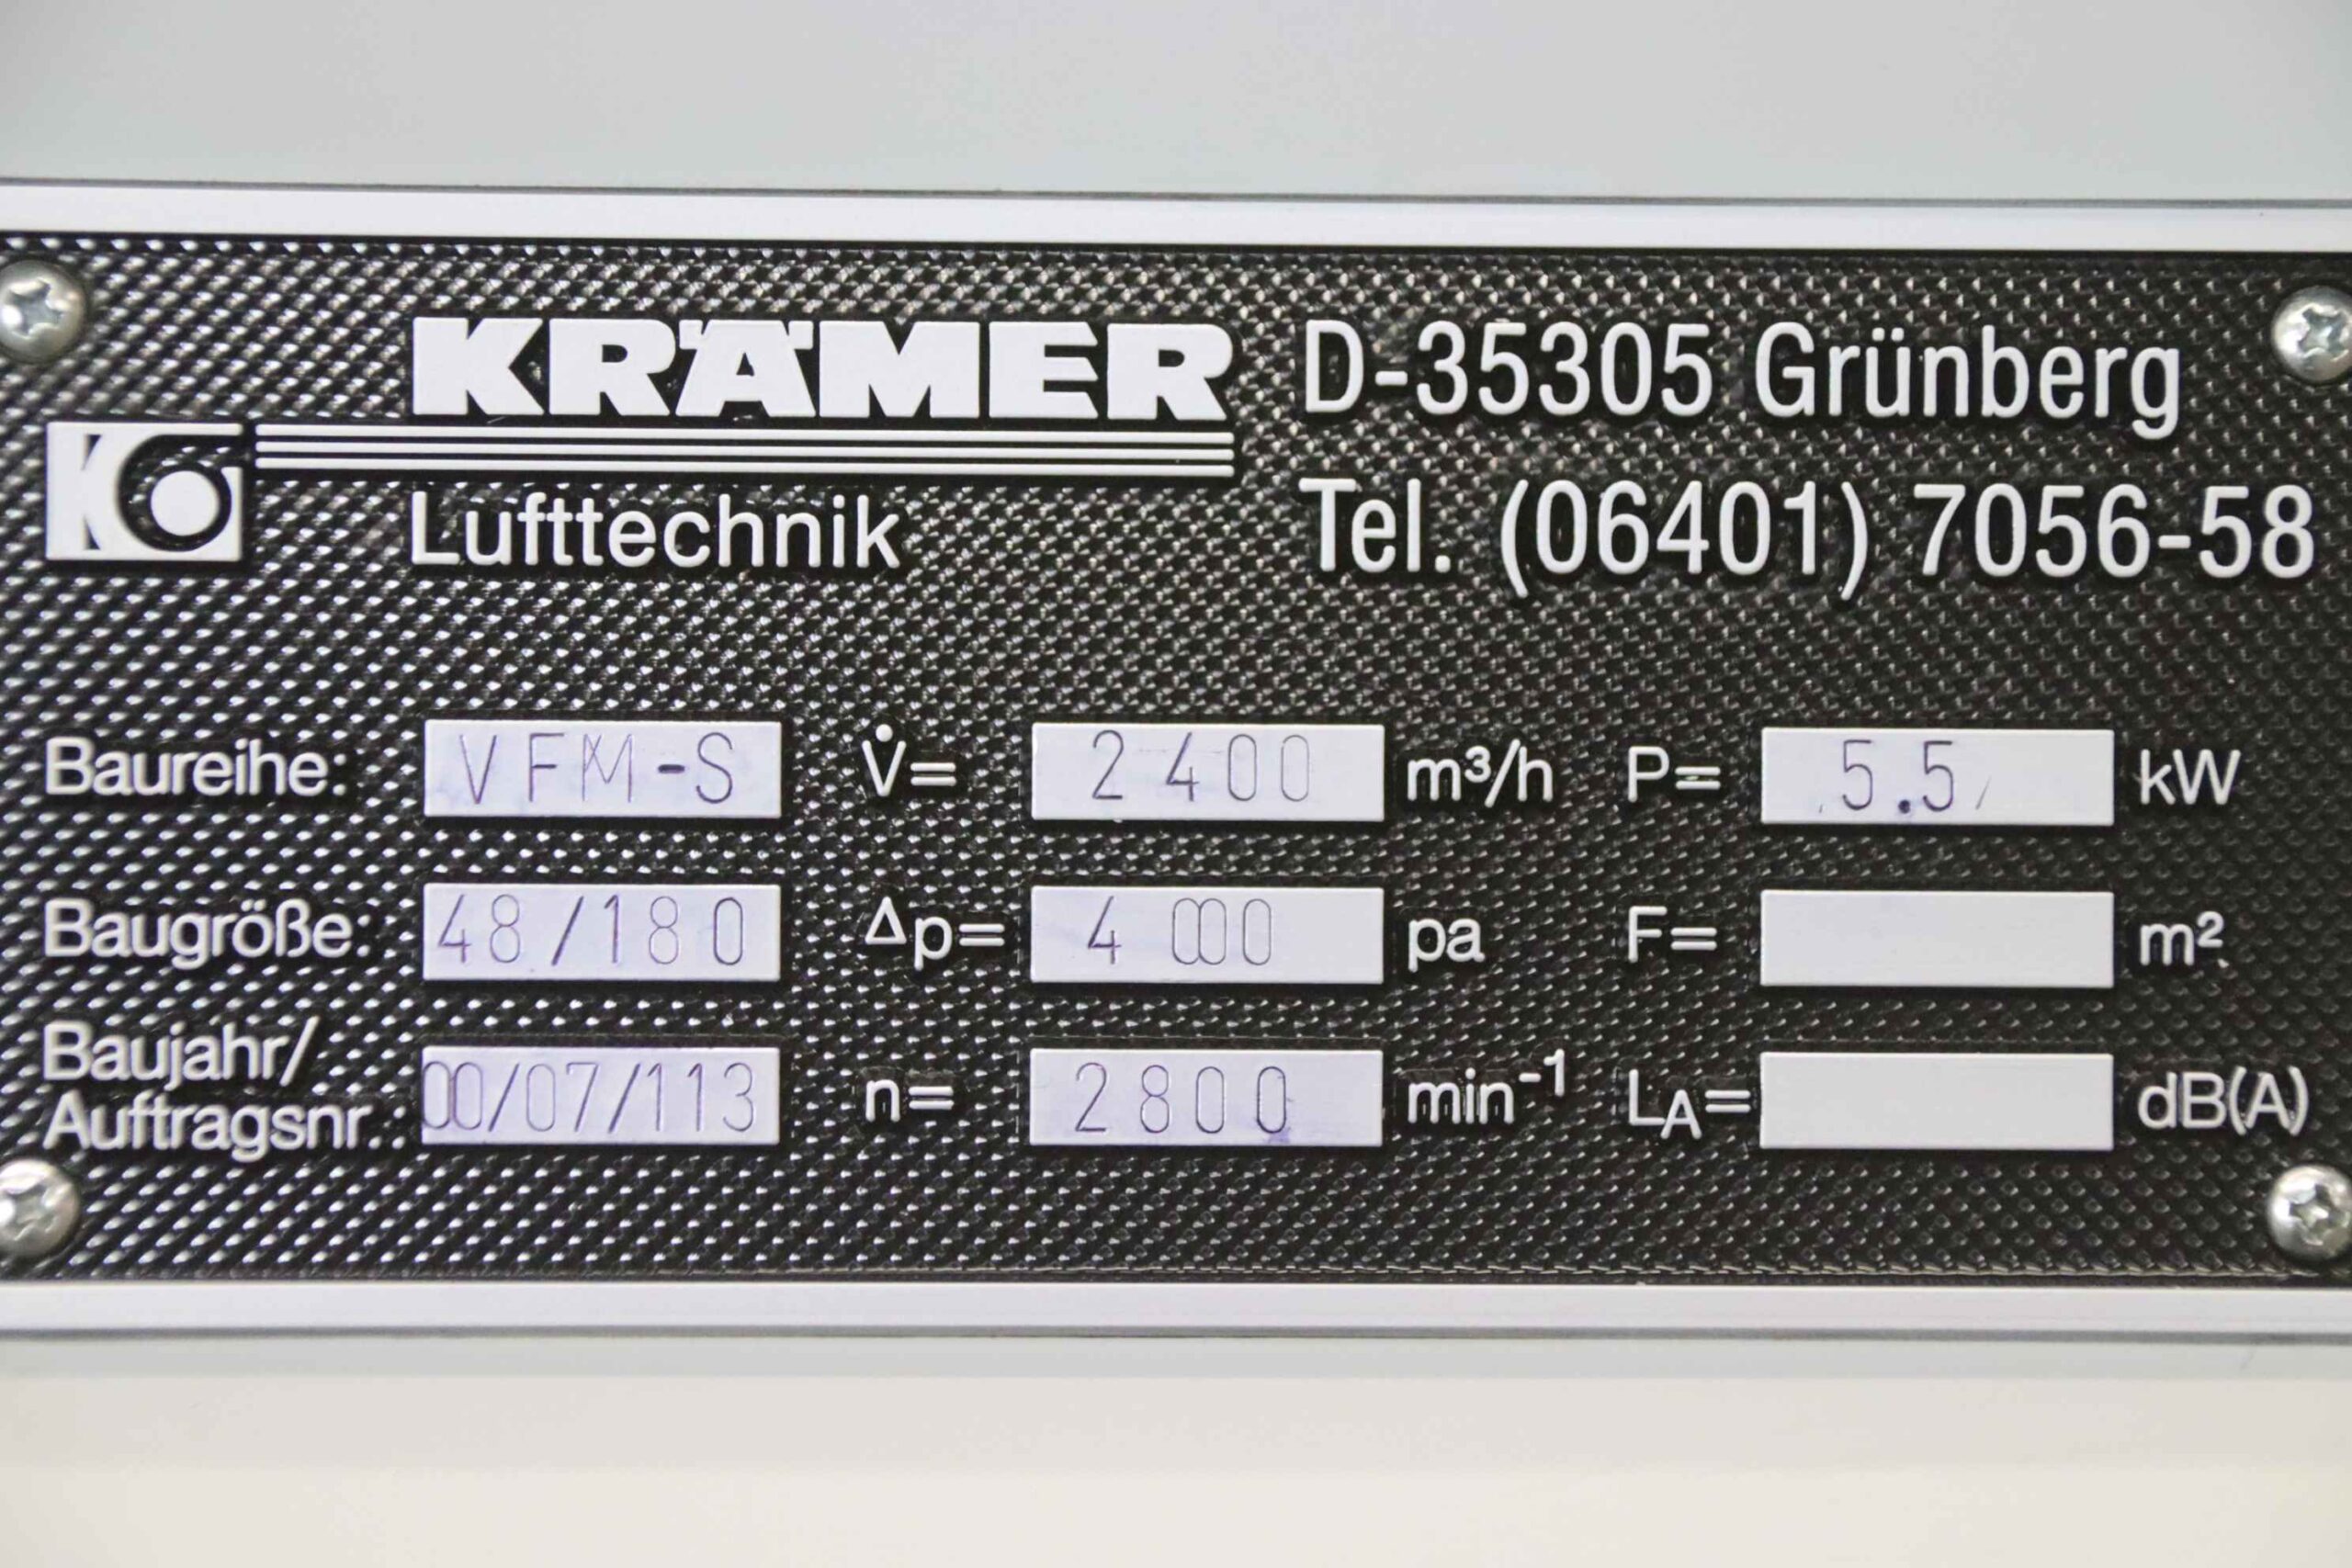 KRÄMER D-35305 Grünberg
Lufttechnik Tel. (06401) 7056-58
Baureihe: VFM-S V̇= 2400 m³/h P= 5.5 kW
Baugröße: 48/180 Δp= 4000 pa F= m²
Baujahr/
Auftragsnr.: 00/07/113 n= 2800 min⁻¹ LA= dB(A)